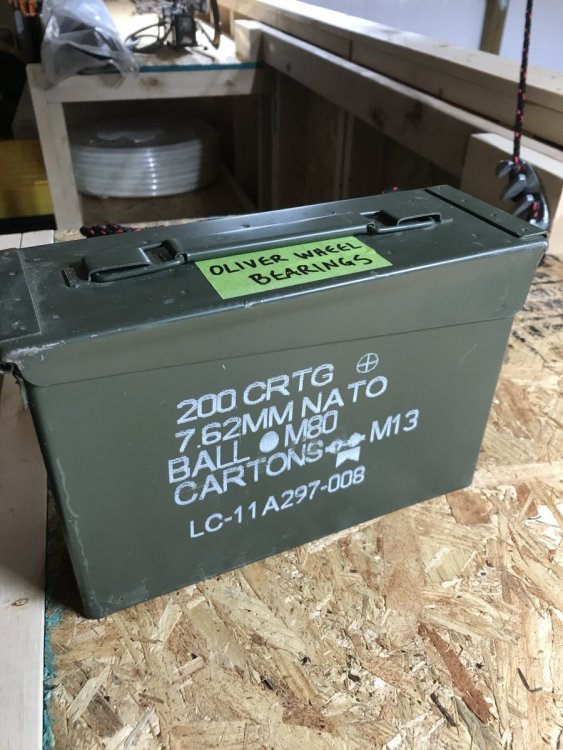 OLIVER WHEEL
BEARINGS
200 CRTG
7.62MM NATO
BALL M80
CARTONS M13
LC-11A297-008